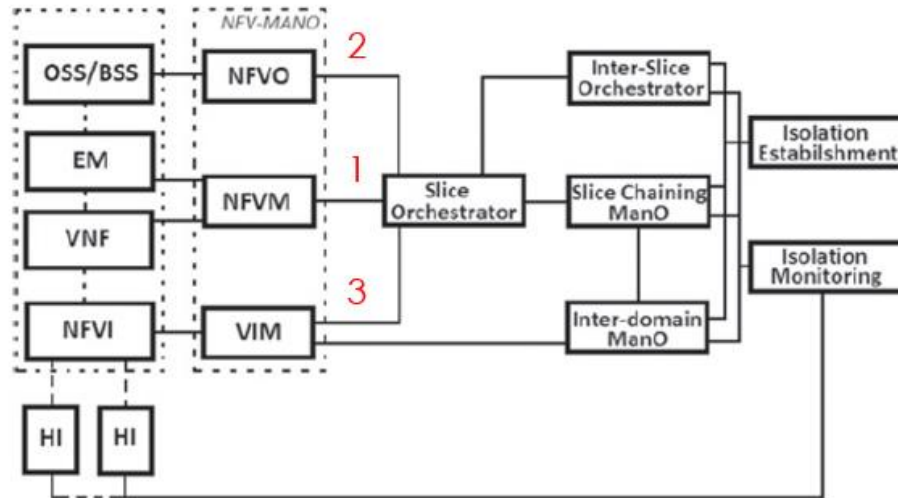 NFV-MANO
2
OSS/BSS
NFVO
Inter-Slice
Orchestrator
Isolation
Estabilshment
EM
1
NFVM
Slice
Orchestrator
Slice Chaining
ManO
VNF
Isolation
Monitoring
3
NFVI
VIM
Inter-domain
ManO
HI
HI